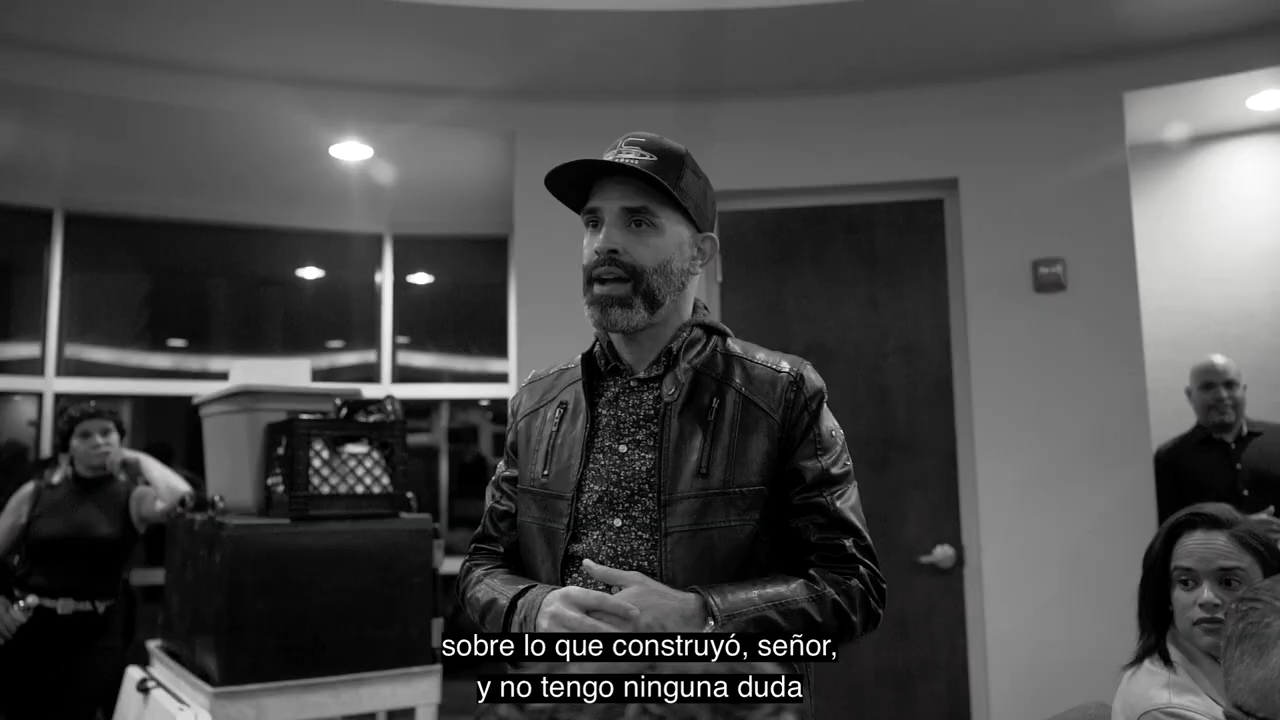 sobre lo que construyó, señor,
y no tengo ninguna duda